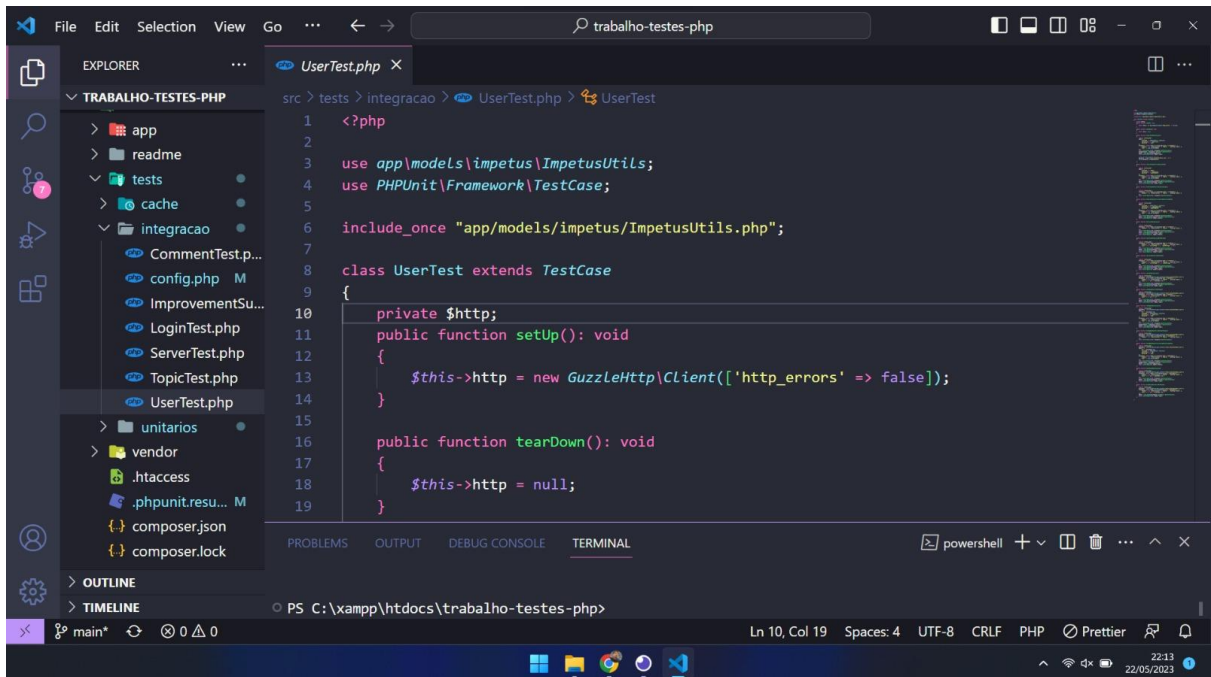 File Edit Selection View Go ··· trabalho-testes-php
EXPLORER ···
TRABALHO-TESTES-PHP
app
readme
tests
cache
integracao
CommentTest.p...
config.php M
ImprovementSu...
LoginTest.php
ServerTest.php
TopicTest.php
UserTest.php
unitarios
vendor
.htaccess
.phpunit.resu... M
composer.json
composer.lock
OUTLINE
TIMELINE
7
php UserTest.php
src > tests > integracao > UserTest.php > UserTest
1 <?php
2
3 use app\models\impetus\ImpetusUtils;
4 use PHPUnit\Framework\TestCase;
5
6 include_once "app/models/impetus/ImpetusUtils.php";
7
8 class UserTest extends TestCase
9 {
10 private $http;
11 public function setUp(): void
12 {
13 $this->http = new GuzzleHttp\Client(['http_errors' => false]);
14 }
15
16 public function tearDown(): void
17 {
18 $this->http = null;
19 }
PROBLEMS OUTPUT DEBUG CONSOLE TERMINAL powershell
PS C:\xampp\htdocs\trabalho-testes-php>
main* 0 0 Ln 10, Col 19 Spaces: 4 UTF-8 CRLF PHP Prettier
22:13
22/05/2023 1